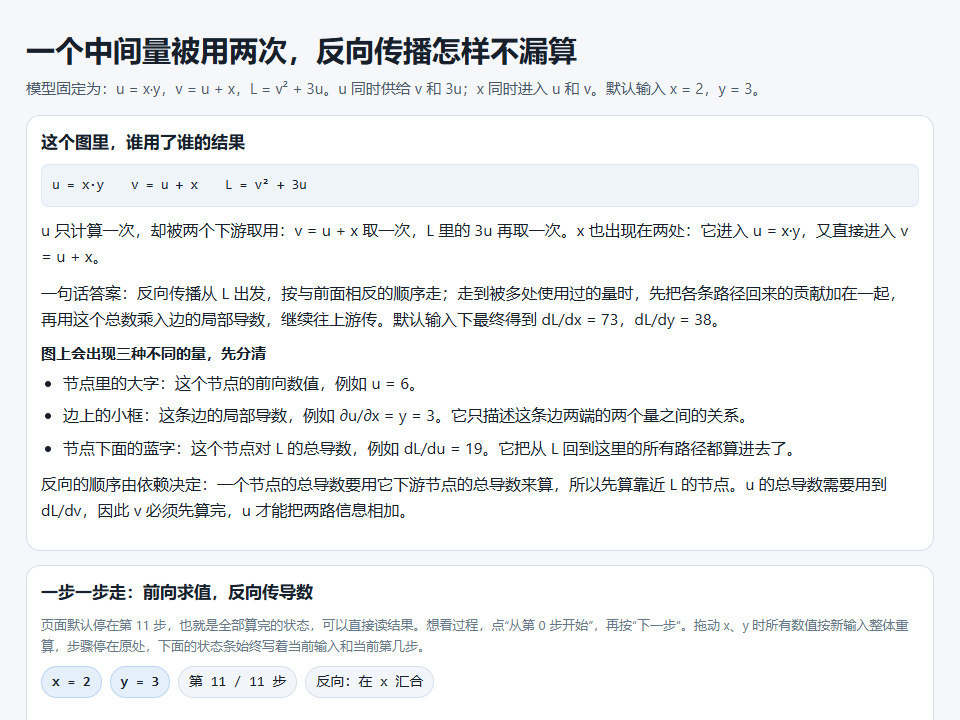 一个中间量被用两次，反向传播怎样不漏算
模型固定为：u = x·y，v = u + x，L = v² + 3u。u 同时供给 v 和 3u；x 同时进入 u 和 v。默认输入 x = 2，y = 3。
这个图里，谁用了谁的结果
u = x·y v = u + x L = v² + 3u
u 只计算一次，却被两个下游取用：v = u + x 取一次，L 里的 3u 再取一次。x 也出现在两处：它进入 u = x·y，又直接进入 v
= u + x。
一句话答案：反向传播从 L 出发，按与前面相反的顺序走；走到被多处使用过的量时，先把各条路径回来的贡献加在一起，
再用这个总数乘入边的局部导数，继续往上游传。默认输入下最终得到 dL/dx = 73，dL/dy = 38。
图上会出现三种不同的量，先分清
• 节点里的大字：这个节点的前向数值，例如 u = 6。
• 边上的小框：这条边的局部导数，例如 ∂u/∂x = y = 3。它只描述这条边两端的两个量之间的关系。
• 节点下面的蓝字：这个节点对 L 的总导数，例如 dL/du = 19。它把从 L 回到这里的所有路径都算进去了。
反向的顺序由依赖决定：一个节点的总导数要用它下游节点的总导数来算，所以先算靠近 L 的节点。u 的总导数需要用到
dL/dv，因此 v 必须先算完，u 才能把两路信息相加。
一步一步走：前向求值，反向传导数
页面默认停在第 11 步，也就是全部算完的状态，可以直接读结果。想看过程，点“从第 0 步开始”，再按“下一步”。拖动 x、y 时所有数值按新输入整体重
算，步骤停在原处，下面的状态条始终写着当前输入和当前第几步。
x = 2 y = 3 第 11 / 11 步 反向：在 x 汇合